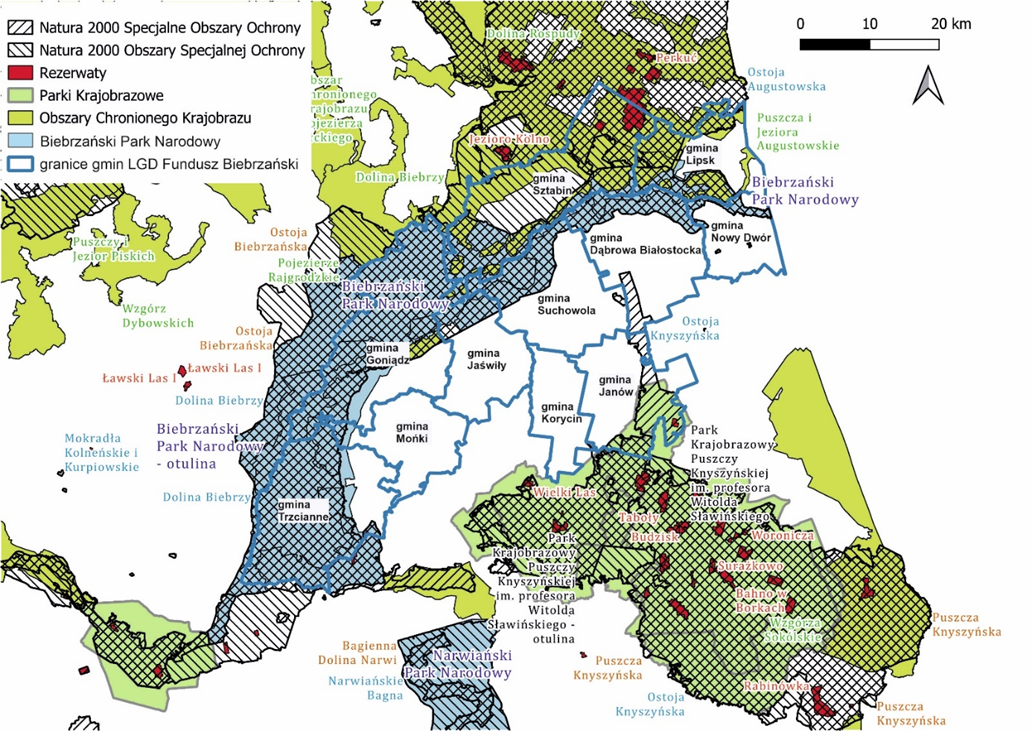 Natura 2000 Specjalne Obszary Ochrony
Natura 2000 Obszary Specjalnej Ochrony
Rezerwaty
Parki Krajobrazowe
Obszary Chronionego Krajobrazu
Biebrzański Park Narodowy
granice gmin LGD Fundusz Biebrzański
0 10 20 km
Dolina Rospudy
Perkuć
Ostoja
Augustowska
bszar
hronionego
rajobrazu
ojezierza
ckiego
Puszcza i
Jeziora
Augustowskie
Jezioro Kolno
gmina
Lipsk
Dolina Biebrzy
gmina
Sztabin
Biebrzański
Park Narodowy
Ostoja
Biebrzańska
gmina
Dąbrowa Białostocka
gmina
Nowy Dwór
Puszczy i
Jezior Piskich
Pojezierze
Rajgrodzkie
Biebrzański
Park Narodowy
Wzgórz
Dybowskich
gmina
Suchowola
Ostoja
Knyszyńska
Ostoja
Biebrzańska
gmina
Goniądz
gmina
Jaświły
Ławski Las I
Ławski Las I
gmina
Janów
Dolina Biebrzy
gmina
Korycin
Biebrzański
Park Narodowy
- otulina
gmina
Mońki
Park
Krajobrazowy
Puszczy
Knyszyńskiej
im. profesora
Witolda
Sławińskiego
Mokradła
Kolneńskie i
Kurpiowskie
Dolina Biebrzy
gmina
Trzcianne
Wielki Las
Taboły
Budzisk
Woronicza
Park
Krajobrazowy
Puszczy
Knyszyńskiej
im. profesora
Witolda
Sławińskiego -
otulina
Surażkowo
Bahno w
Borkach
Wzgórza
Sokólskie
Puszcza
Knyszyńska
Bagienna
Dolina Narwi
Narwiański
Park Narodowy
Narwiańskie
Bagna
Puszcza
Knyszyńska
Rabinówka
Ostoja
Knyszyńska
Puszcza
Knyszyńska